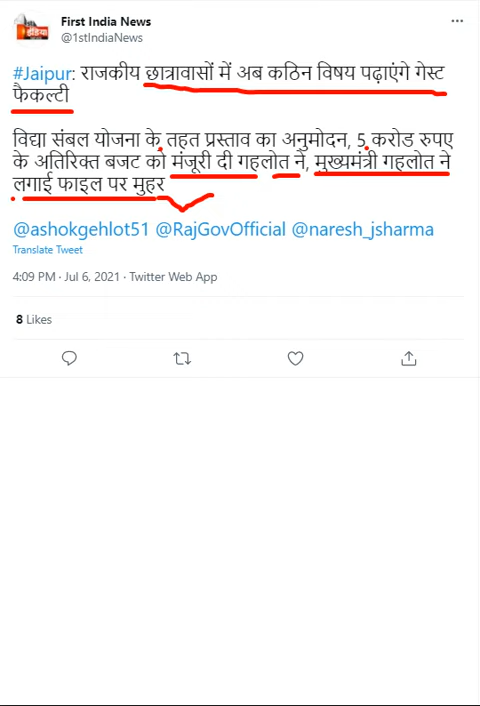 First India News
@1stIndiaNews
#Jaipur: राजकीय छात्रावासों में अब कठिन विषय पढ़ाएंगे गेस्ट
फैकल्टी
विद्या संबल योजना के तहत प्रस्ताव का अनुमोदन, 5 करोड रुपए
के अतिरिक्त बजट को मंजूरी दी गहलोत ने, मुख्यमंत्री गहलोत ने
लगाई फाइल पर मुहर
@ashokgehlot51 @RajGovOfficial @naresh_jsharma
Translate Tweet
4:09 PM · Jul 6, 2021 · Twitter Web App
8 Likes